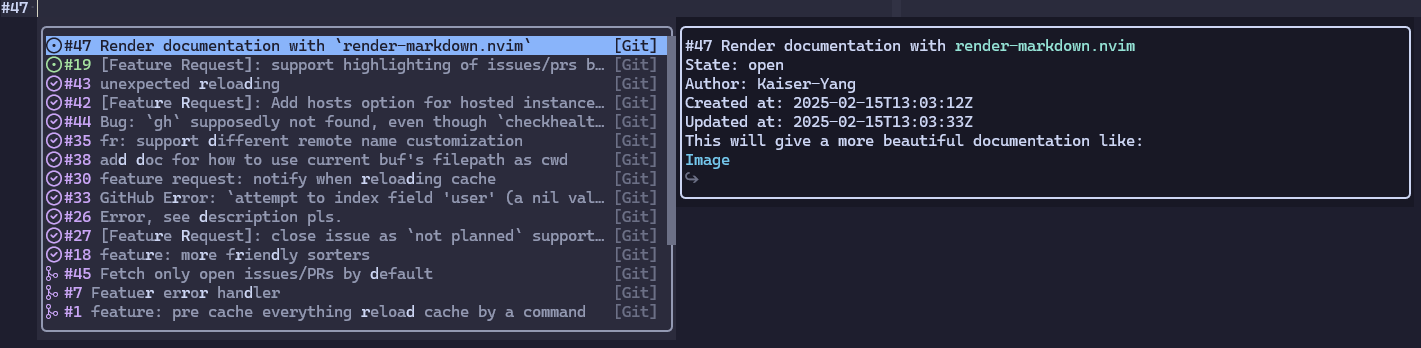 #47
#47 Render documentation with `render-markdown.nvim` [Git]
#19 [Feature Request]: support highlighting of issues/prs b… [Git]
#43 unexpected reloading [Git]
#42 [Feature Request]: Add hosts option for hosted instance… [Git]
#44 Bug: `gh` supposedly not found, even though `checkhealt… [Git]
#35 fr: support different remote name customization [Git]
#38 add doc for how to use current buf's filepath as cwd [Git]
#30 feature request: notify when reloading cache [Git]
#33 GitHub Error: `attempt to index field 'user' (a nil val… [Git]
#26 Error, see description pls. [Git]
#27 [Feature Request]: close issue as `not planned` support… [Git]
#18 feature: more friendly sorters [Git]
#45 Fetch only open issues/PRs by default [Git]
#7 Featuer error handler [Git]
#1 feature: pre cache everything reload cache by a command [Git]
#47 Render documentation with render-markdown.nvim
State: open
Author: Kaiser-Yang
Created at: 2025-02-15T13:03:12Z
Updated at: 2025-02-15T13:03:33Z
This will give a more beautiful documentation like:
Image